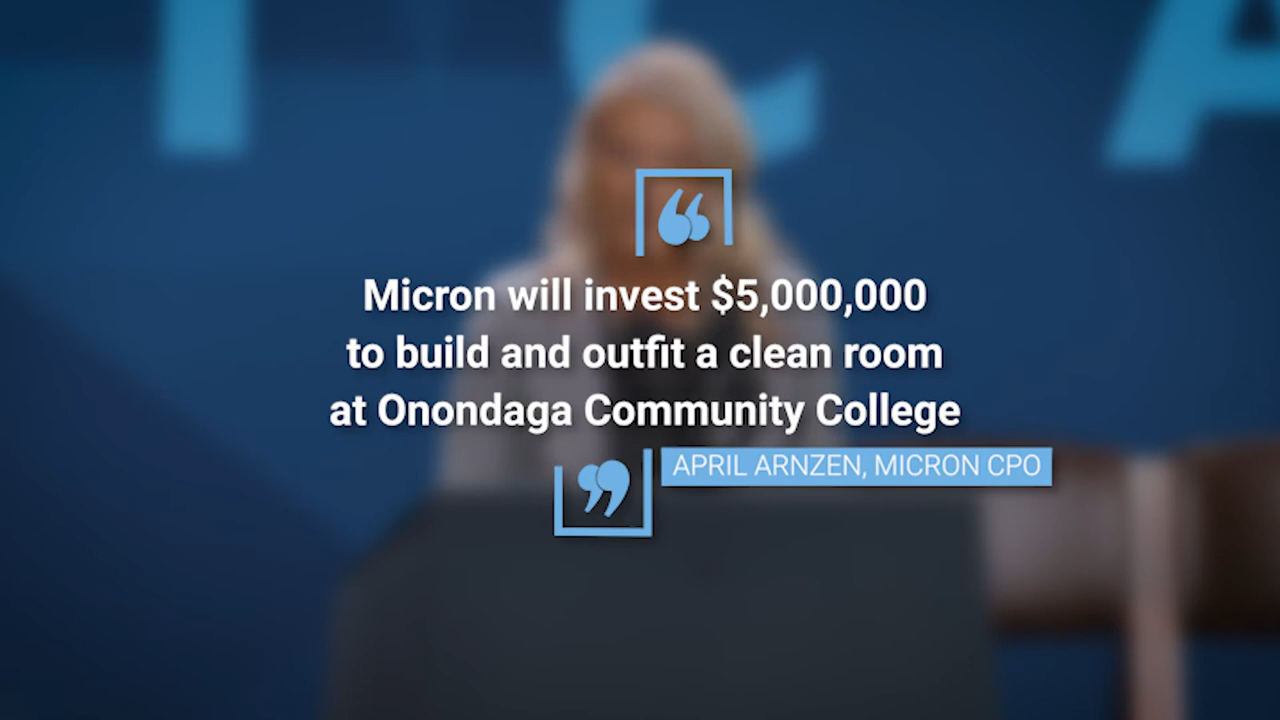 I C A
“
Micron will invest $5,000,000
to build and outfit a clean room
at Onondaga Community College
”
APRIL ARNZEN, MICRON CPO